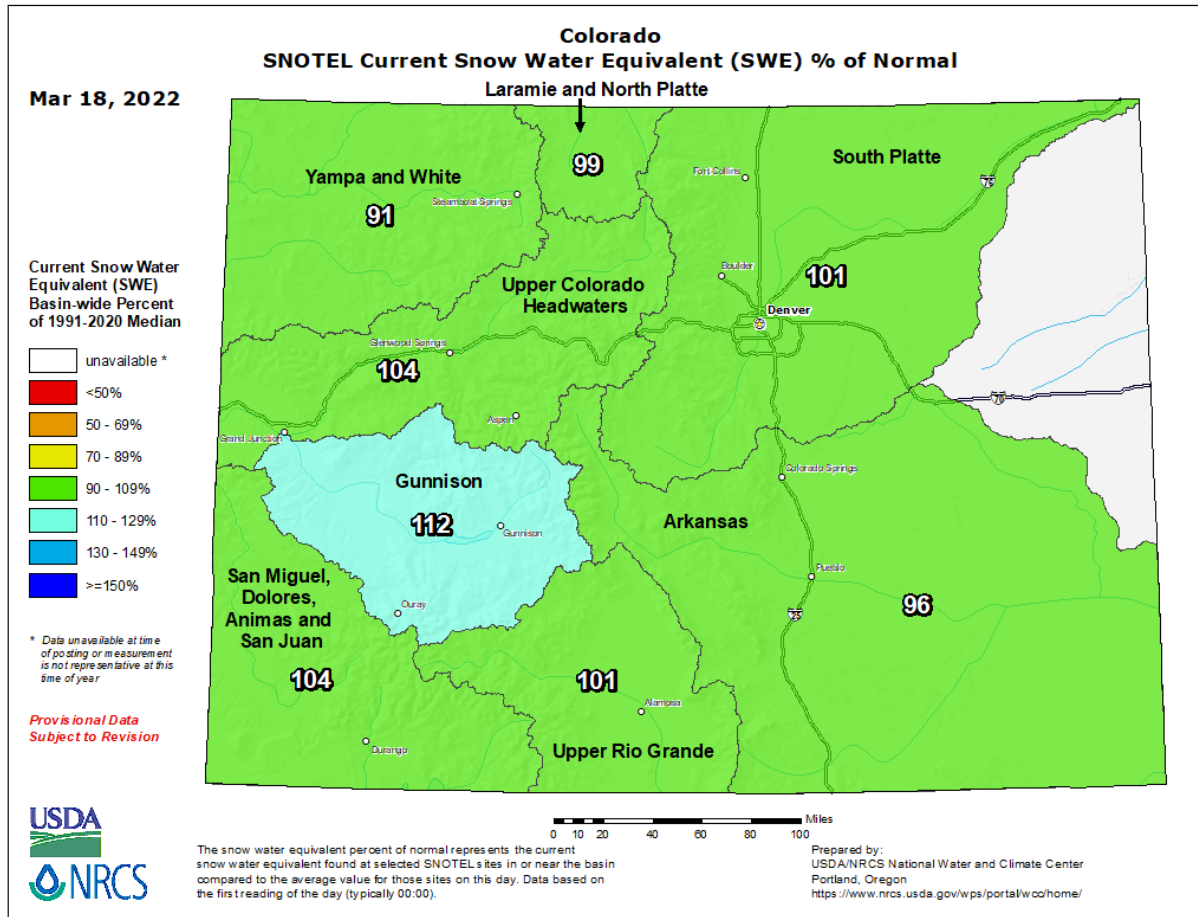 Colorado
SNOTEL Current Snow Water Equivalent (SWE) % of Normal
Mar 18, 2022
Laramie and North Platte
99
South Platte
Fort Collins
76
Yampa and White
Steamboat Springs
91
Boulder
101
Upper Colorado
Headwaters
Denver
Current Snow Water
Equivalent (SWE)
Basin-wide Percent
of 1991-2020 Median
unavailable *
<50%
50 - 69%
70 - 89%
90 - 109%
110 - 129%
130 - 149%
>=150%
Glenwood Springs
104
70
Aspen
Grand Junction
Colorado Springs
Gunnison
112
Gunnison
Arkansas
Pueblo
96
25
San Miguel,
Dolores,
Animas and
San Juan
Ouray
104
101
Alamosa
Durango
Upper Rio Grande
* Data unavailable at time
of posting or measurement
is not representative at this
time of year
Provisional Data
Subject to Revision
Miles
0 10 20 40 60 80 100
USDA
NRCS
The snow water equivalent percent of normal represents the current
snow water equivalent found at selected SNOTEL sites in or near the basin
compared to the average value for those sites on this day. Data based on
the first reading of the day (typically 00:00).
Prepared by:
USDA/NRCS National Water and Climate Center
Portland, Oregon
https://www.nrcs.usda.gov/wps/portal/wcc/home/